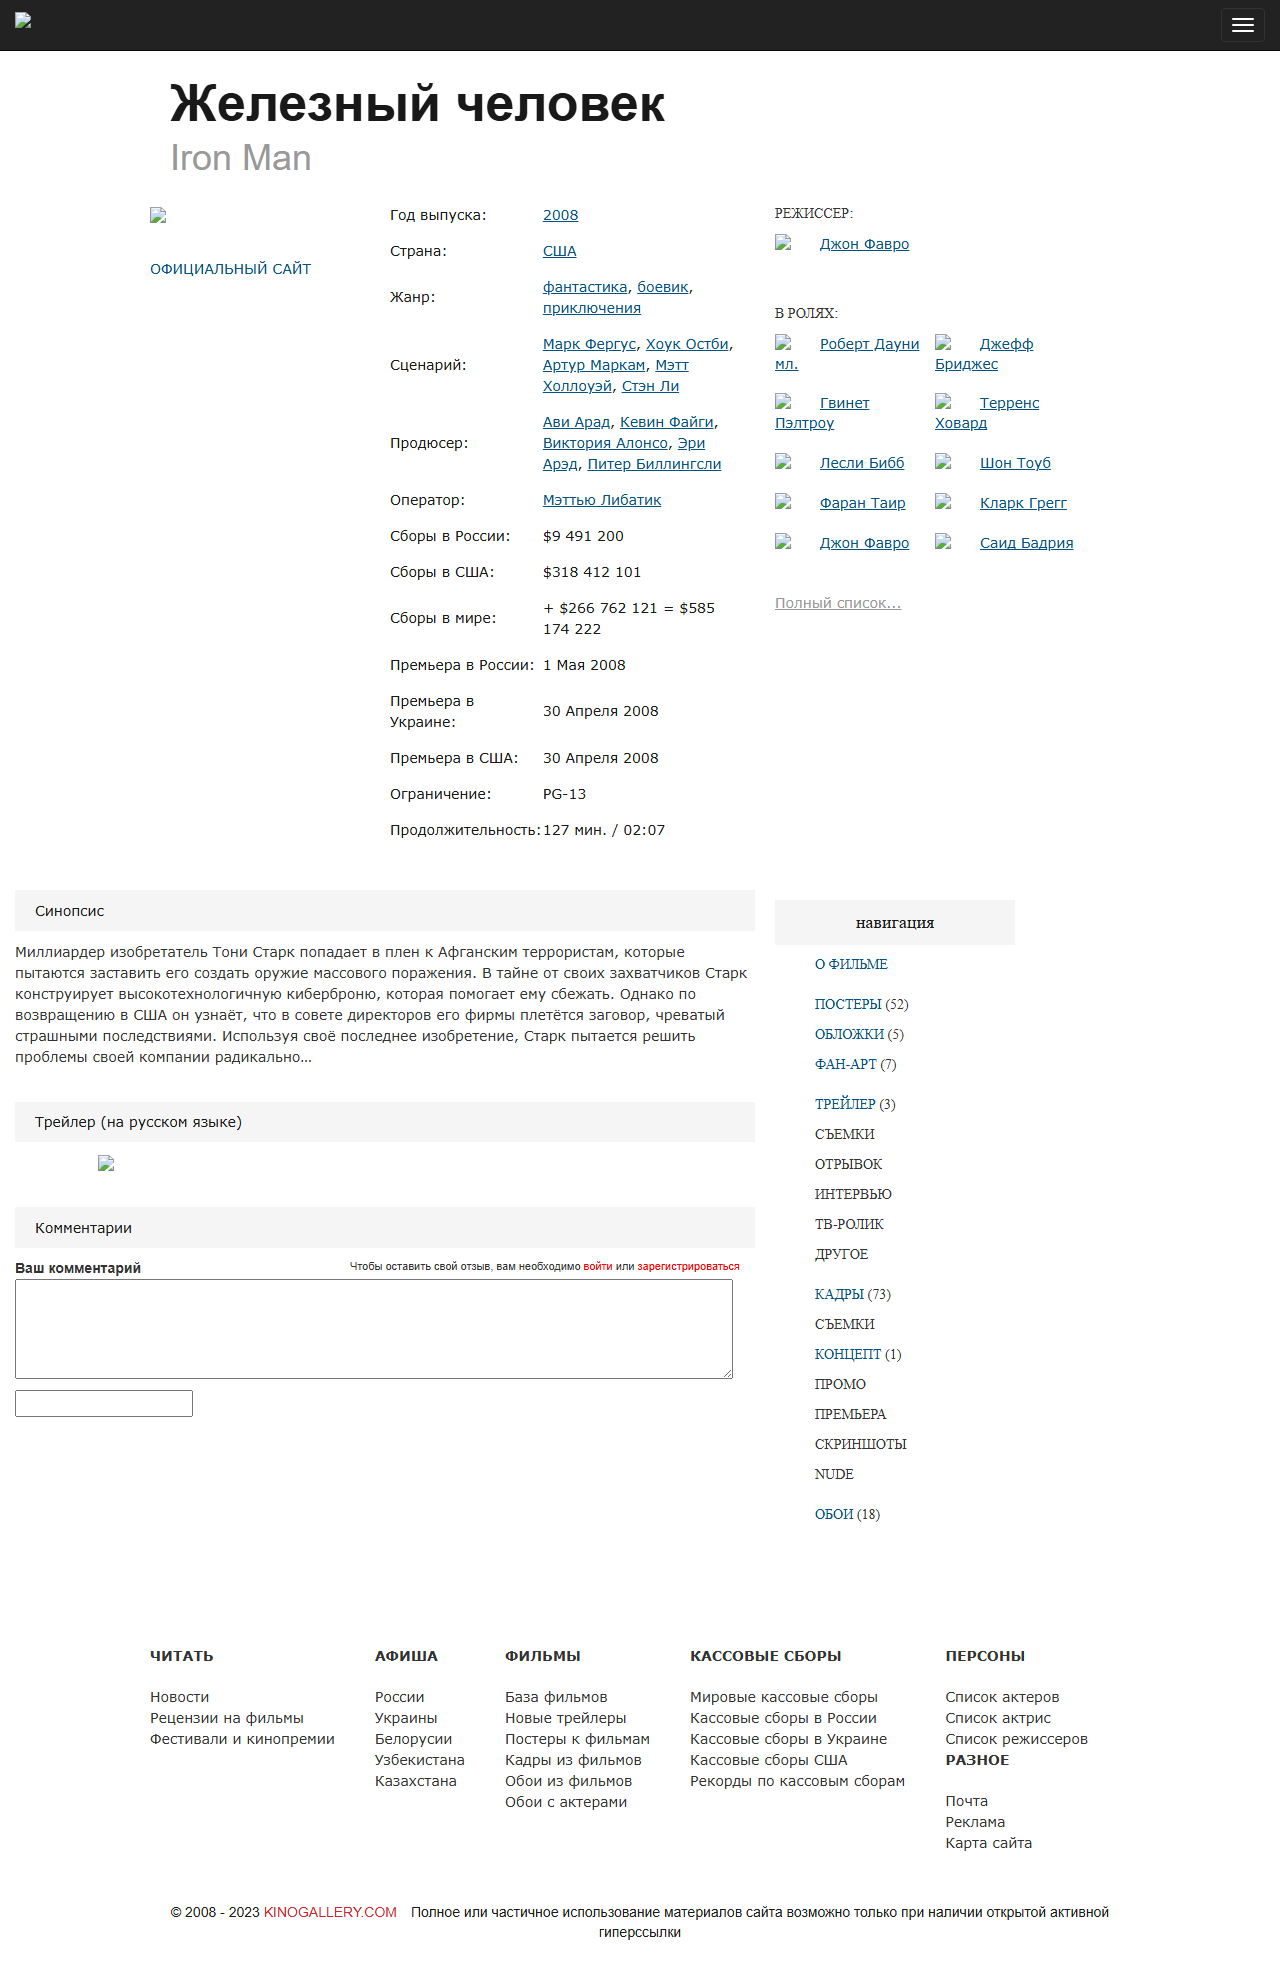 Железный человек
Iron Man
ОФИЦИАЛЬНЫЙ САЙТ
Год выпуска: 2008
Страна: США
Жанр: фантастика, боевик,
приключения
Сценарий: Марк Фергус, Хоук Остби,
Артур Маркам, Мэтт
Холлоуэй, Стэн Ли
Продюсер: Ави Арад, Кевин Файги,
Виктория Алонсо, Эри
Арэд, Питер Биллингсли
Оператор: Мэттью Либатик
Сборы в России: $9 491 200
Сборы в США: $318 412 101
Сборы в мире: + $266 762 121 = $585
174 222
Премьера в России: 1 Мая 2008
Премьера в
Украине: 30 Апреля 2008
Премьера в США: 30 Апреля 2008
Ограничение: PG-13
Продолжительность: 127 мин. / 02:07
РЕЖИССЕР:
Джон Фавро
В РОЛЯХ:
Роберт Дауни
мл.
Джефф
Бриджес
Гвинет
Пэлтроу
Терренс
Ховард
Лесли Бибб
Шон Тоуб
Фаран Таир
Кларк Грегг
Джон Фавро
Саид Бадрия
Полный список...
Синопсис
Миллиардер изобретатель Тони Старк попадает в плен к Афганским террористам, которые
пытаются заставить его создать оружие массового поражения. В тайне от своих захватчиков Старк
конструирует высокотехнологичную киберброню, которая помогает ему сбежать. Однако по
возвращению в США он узнаёт, что в совете директоров его фирмы плетётся заговор, чреватый
страшными последствиями. Используя своё последнее изобретение, Старк пытается решить
проблемы своей компании радикально…
Трейлер (на русском языке)
Комментарии
Ваш комментарий
Чтобы оставить свой отзыв, вам необходимо войти или зарегистрироваться
навигация
О ФИЛЬМЕ
ПОСТЕРЫ (52)
ОБЛОЖКИ (5)
ФАН-АРТ (7)
ТРЕЙЛЕР (3)
СЪЕМКИ
ОТРЫВОК
ИНТЕРВЬЮ
ТВ-РОЛИК
ДРУГОЕ
КАДРЫ (73)
СЪЕМКИ
КОНЦЕПТ (1)
ПРОМО
ПРЕМЬЕРА
СКРИНШОТЫ
NUDE
ОБОИ (18)
ЧИТАТЬ
Новости
Рецензии на фильмы
Фестивали и кинопремии
АФИША
России
Украины
Белорусии
Узбекистана
Казахстана
ФИЛЬМЫ
База фильмов
Новые трейлеры
Постеры к фильмам
Кадры из фильмов
Обои из фильмов
Обои с актерами
КАССОВЫЕ СБОРЫ
Мировые кассовые сборы
Кассовые сборы в России
Кассовые сборы в Украине
Кассовые сборы США
Рекорды по кассовым сборам
ПЕРСОНЫ
Список актеров
Список актрис
Список режиссеров
РАЗНОЕ
Почта
Реклама
Карта сайта
© 2008 - 2023 KINOGALLERY.COM Полное или частичное использование материалов сайта возможно только при наличии открытой активной
гиперссылки